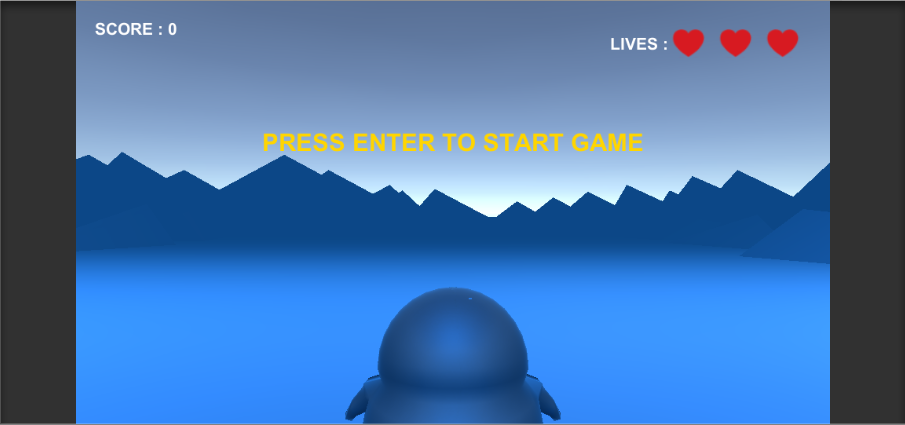 SCORE : 0
LIVES :
PRESS ENTER TO START GAME